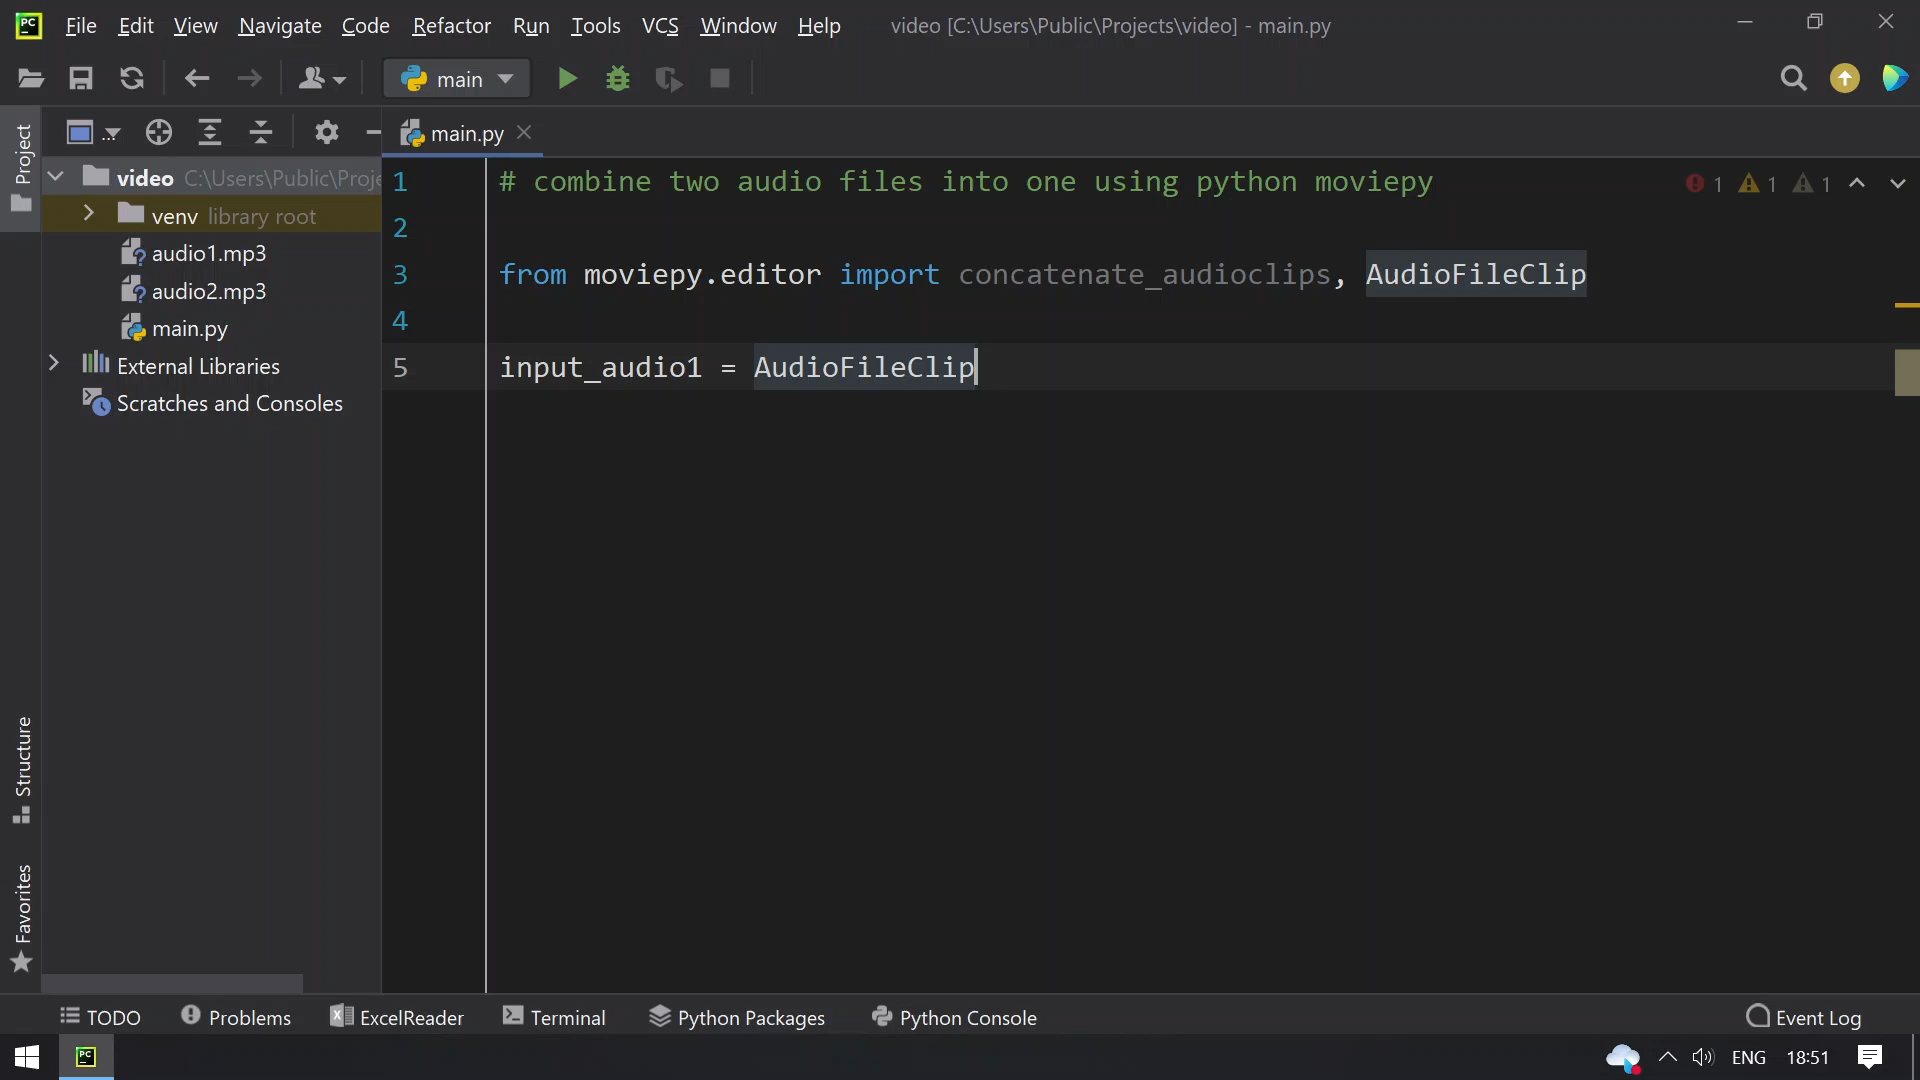 PC File Edit View Navigate Code Refactor Run Tools VCS Window Help video [C:\Users\Public\Projects\video] - main.py
main
Project
...
main.py
video C:\Users\Public\Proje
venv library root
audio1.mp3
audio2.mp3
main.py
External Libraries
Scratches and Consoles
1 # combine two audio files into one using python moviepy
1 1 1
2
3 from moviepy.editor import concatenate_audioclips, AudioFileClip
4
5 input_audio1 = AudioFileClip
Structure
Favorites
TODO Problems ExcelReader Terminal Python Packages Python Console Event Log
PC ENG 18:51